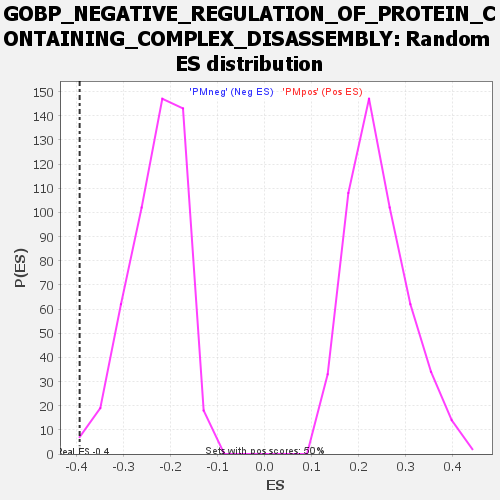 GOBP_NEGATIVE_REGULATION_OF_PROTEIN_C
ONTAINING_COMPLEX_DISASSEMBLY: Random
ES distribution
'PMneg' (Neg ES) 'PMpos' (Pos ES)
150
140
130
120
110
100
90
80
70
60
50
40
30
20
10
0
P(ES)
Real ES -0.4
Sets with pos scores: 50%
-0.4 -0.3 -0.2 -0.1 0.0 0.1 0.2 0.3 0.4
ES